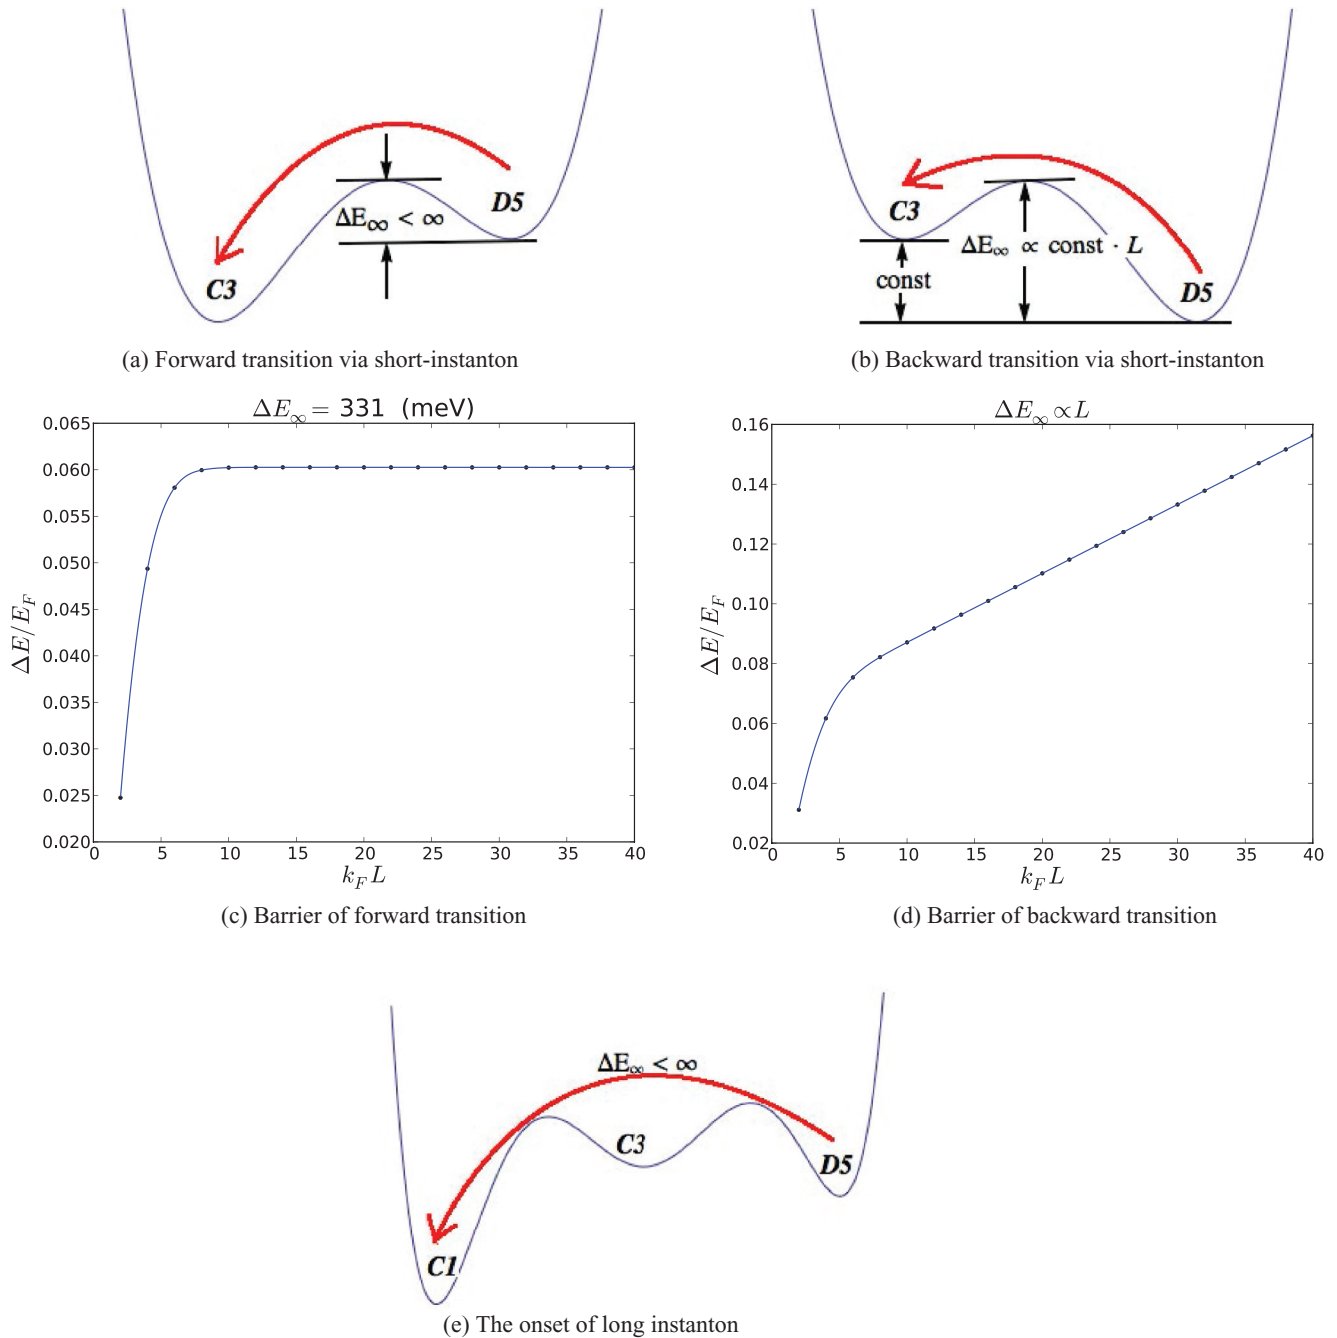 ΔE∞ < ∞
D5
C3
(a) Forward transition via short-instanton
C3
ΔE∞ ∝ const · L
const
D5
(b) Backward transition via short-instanton
ΔE∞ = 331 (meV)
0.065
0.060
0.055
0.050
0.045
0.040
0.035
0.030
0.025
0.020
ΔE/E_F
0 5 10 15 20 25 30 35 40
k_F L
(c) Barrier of forward transition
ΔE∞ ∝ L
0.16
0.14
0.12
0.10
0.08
0.06
0.04
0.02
ΔE/E_F
0 5 10 15 20 25 30 35 40
k_F L
(d) Barrier of backward transition
ΔE∞ < ∞
C3
D5
C1
(e) The onset of long instanton